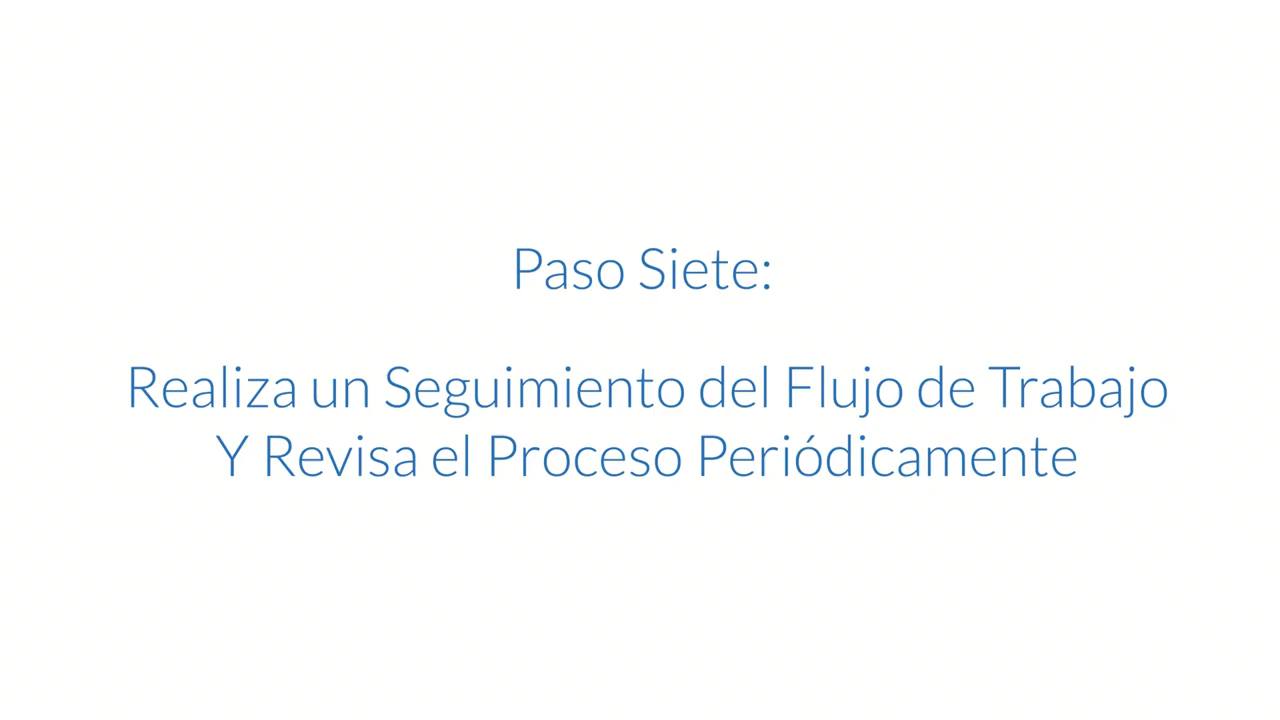 Paso Siete:
Realiza un Seguimiento del Flujo de Trabajo
Y Revisa el Proceso Periódicamente